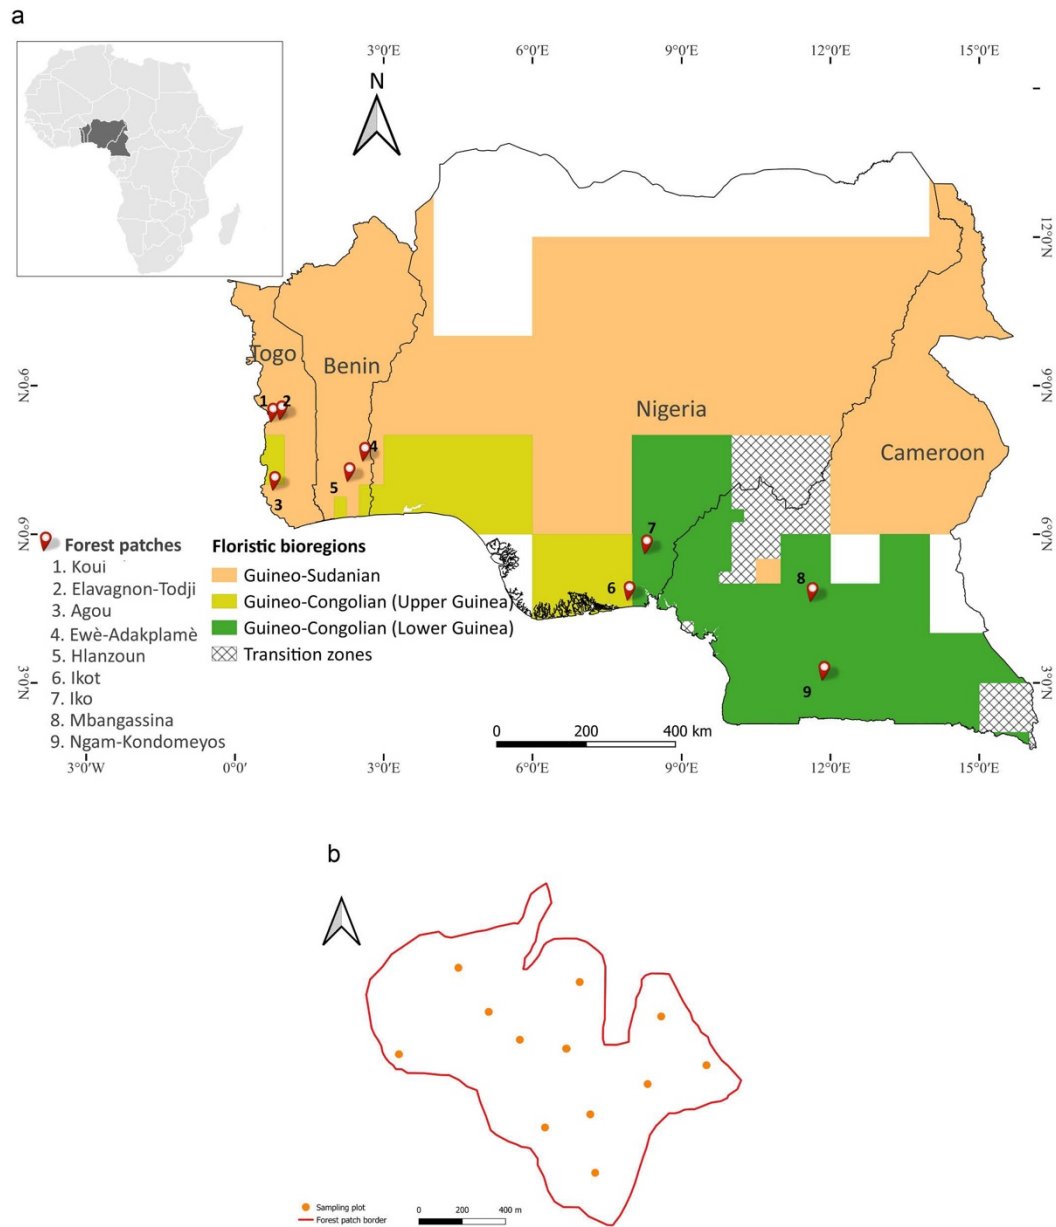 a
3°0'E 6°0'E 9°0'E 12°0'E 15°0'E
N
12°0'N
Togo
Benin
9°0'N 9°0'N
1 2
Nigeria
4
Cameroon
5
3
6°0'N 7 6°0'N
Forest patches
1. Koui
2. Elavagnon-Todji
3. Agou
4. Ewè-Adakplamè
5. Hlanzoun
6. Ikot
7. Iko
8. Mbangassina
9. Ngam-Kondomeyos
Floristic bioregions
Guineo-Sudanian
Guineo-Congolian (Upper Guinea)
Guineo-Congolian (Lower Guinea)
Transition zones
6
8
9
3°0'N 3°0'N
0 200 400 km
3°0'W 0°0' 3°0'E 6°0'E 9°0'E 12°0'E 15°0'E
b
Sampling plot
Forest patch border
0 200 400 m